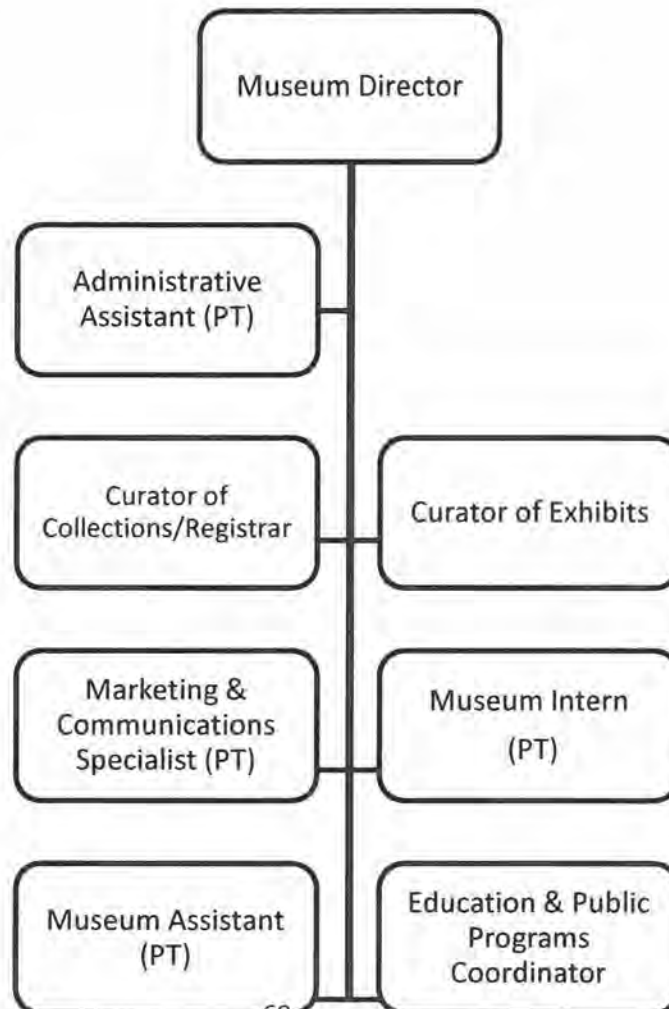 Museum Director
Administrative
Assistant (PT)
Curator of
Collections/Registrar
Curator of Exhibits
Marketing &
Communications
Specialist (PT)
Museum Intern
(PT)
Museum Assistant
(PT)
Education & Public
Programs
Coordinator